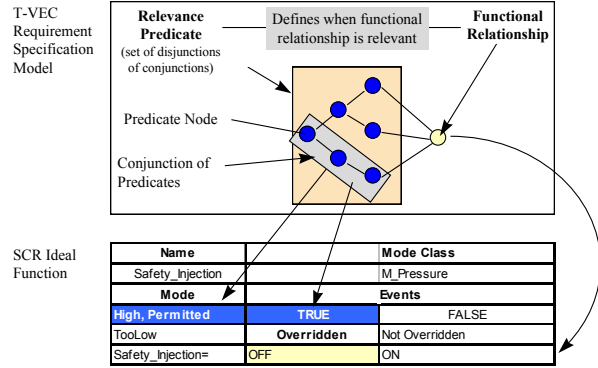 T-VEC
Requirement
Specification
Model
Relevance
Predicate
(set of disjunctions
of conjunctions)
Defines when functional
relationship is relevant
Functional
Relationship
Predicate Node
Conjunction of
Predicates
SCR Ideal
Function
Name Mode Class
Safety_Injection M_Pressure
Mode Events
High, Permitted TRUE FALSE
TooLow Overridden Not Overridden
Safety_Injection= OFF ON